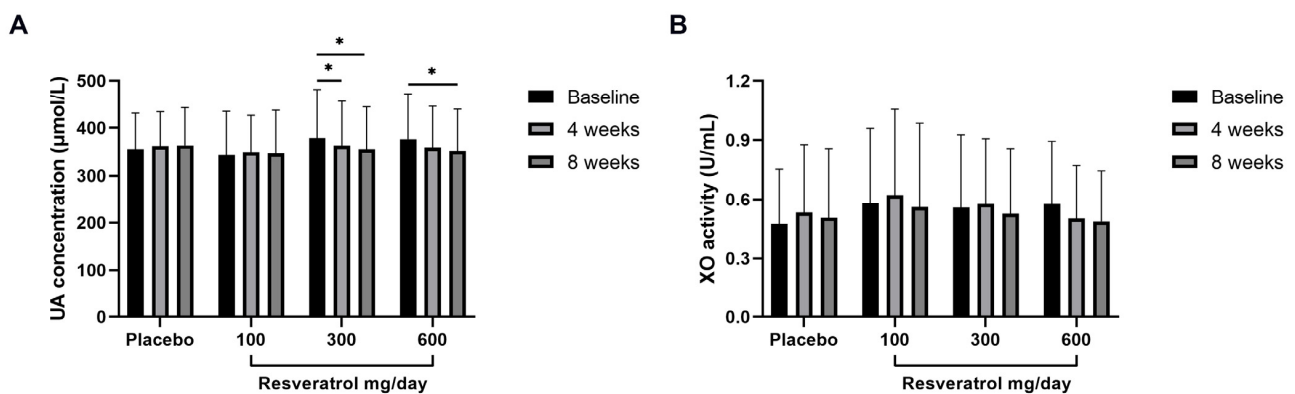 A
UA concentration (µmol/L)
500
400
300
200
100
0
*
*
*
Placebo
100
300
600
Resveratrol mg/day
Baseline
4 weeks
8 weeks
B
XO activity (U/mL)
1.2
0.9
0.6
0.3
0.0
Placebo
100
300
600
Resveratrol mg/day
Baseline
4 weeks
8 weeks